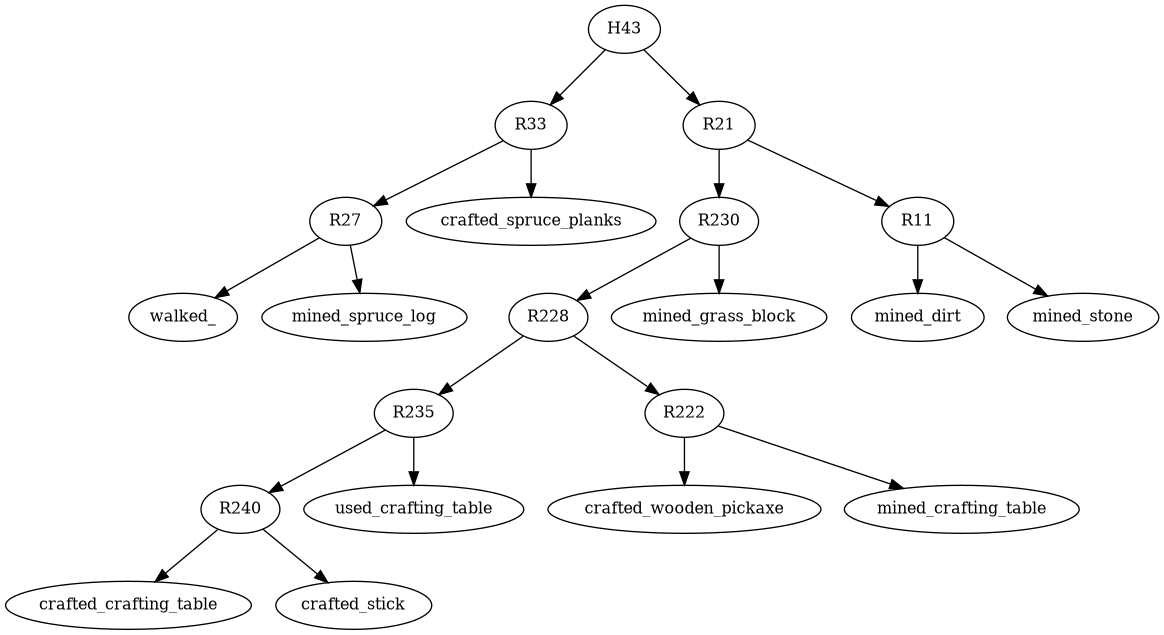 H43
R33
R21
R27
crafted_spruce_planks
R230
R11
walked_
mined_spruce_log
R228
mined_grass_block
mined_dirt
mined_stone
R235
R222
R240
used_crafting_table
crafted_wooden_pickaxe
mined_crafting_table
crafted_crafting_table
crafted_stick